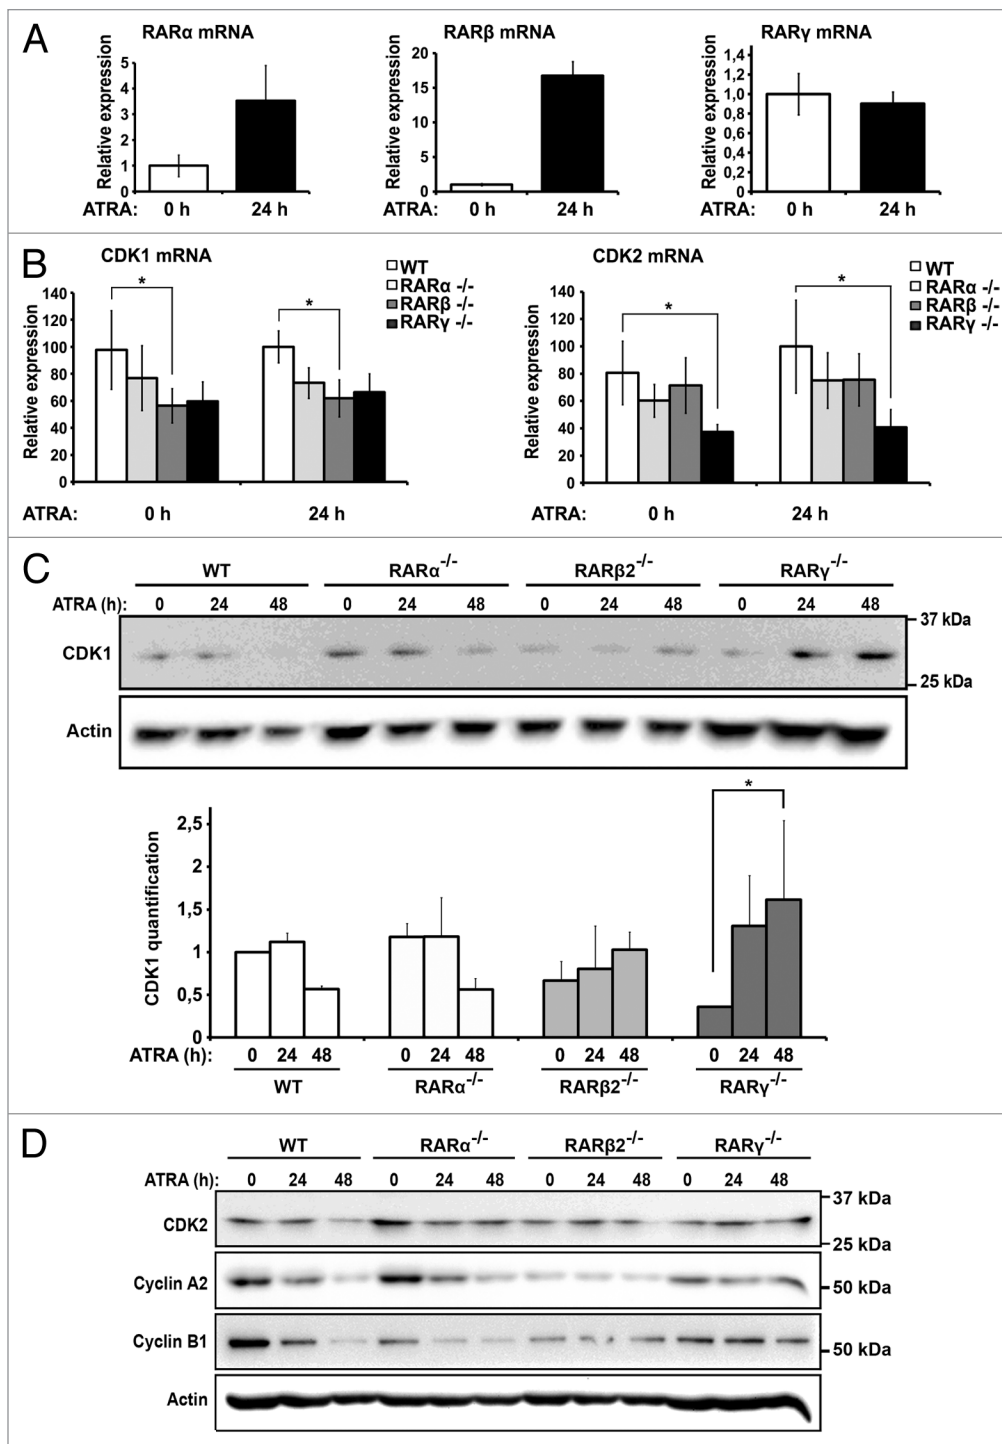 A
RARα mRNA RARβ mRNA RARγ mRNA
Relative expression
5
4
3
2
1
0
Relative expression
20
15
10
5
0
Relative expression
1,4
1,2
1,0
0,8
0,6
0,4
0,2
0
ATRA: 0 h 24 h
ATRA: 0 h 24 h
ATRA: 0 h 24 h
B
CDK1 mRNA
WT
RARα -/-
RARβ -/-
RARγ -/-
* *
Relative expression
140
120
100
80
60
40
20
0
ATRA: 0 h 24 h
CDK2 mRNA
WT
RARα -/-
RARβ -/-
RARγ -/-
* *
Relative expression
140
120
100
80
60
40
20
0
ATRA: 0 h 24 h
C
WT RARα-/- RARβ2-/- RARγ-/-
ATRA (h): 0 24 48 0 24 48 0 24 48 0 24 48
37 kDa
CDK1
25 kDa
Actin
*
CDK1 quantification
2,5
2
1,5
1
0,5
0
ATRA (h): 0 24 48 0 24 48 0 24 48 0 24 48
WT RARα-/- RARβ2-/- RARγ-/-
D
WT RARα-/- RARβ2-/- RARγ-/-
ATRA (h): 0 24 48 0 24 48 0 24 48 0 24 48
37 kDa
CDK2
25 kDa
Cyclin A2
50 kDa
Cyclin B1
50 kDa
Actin